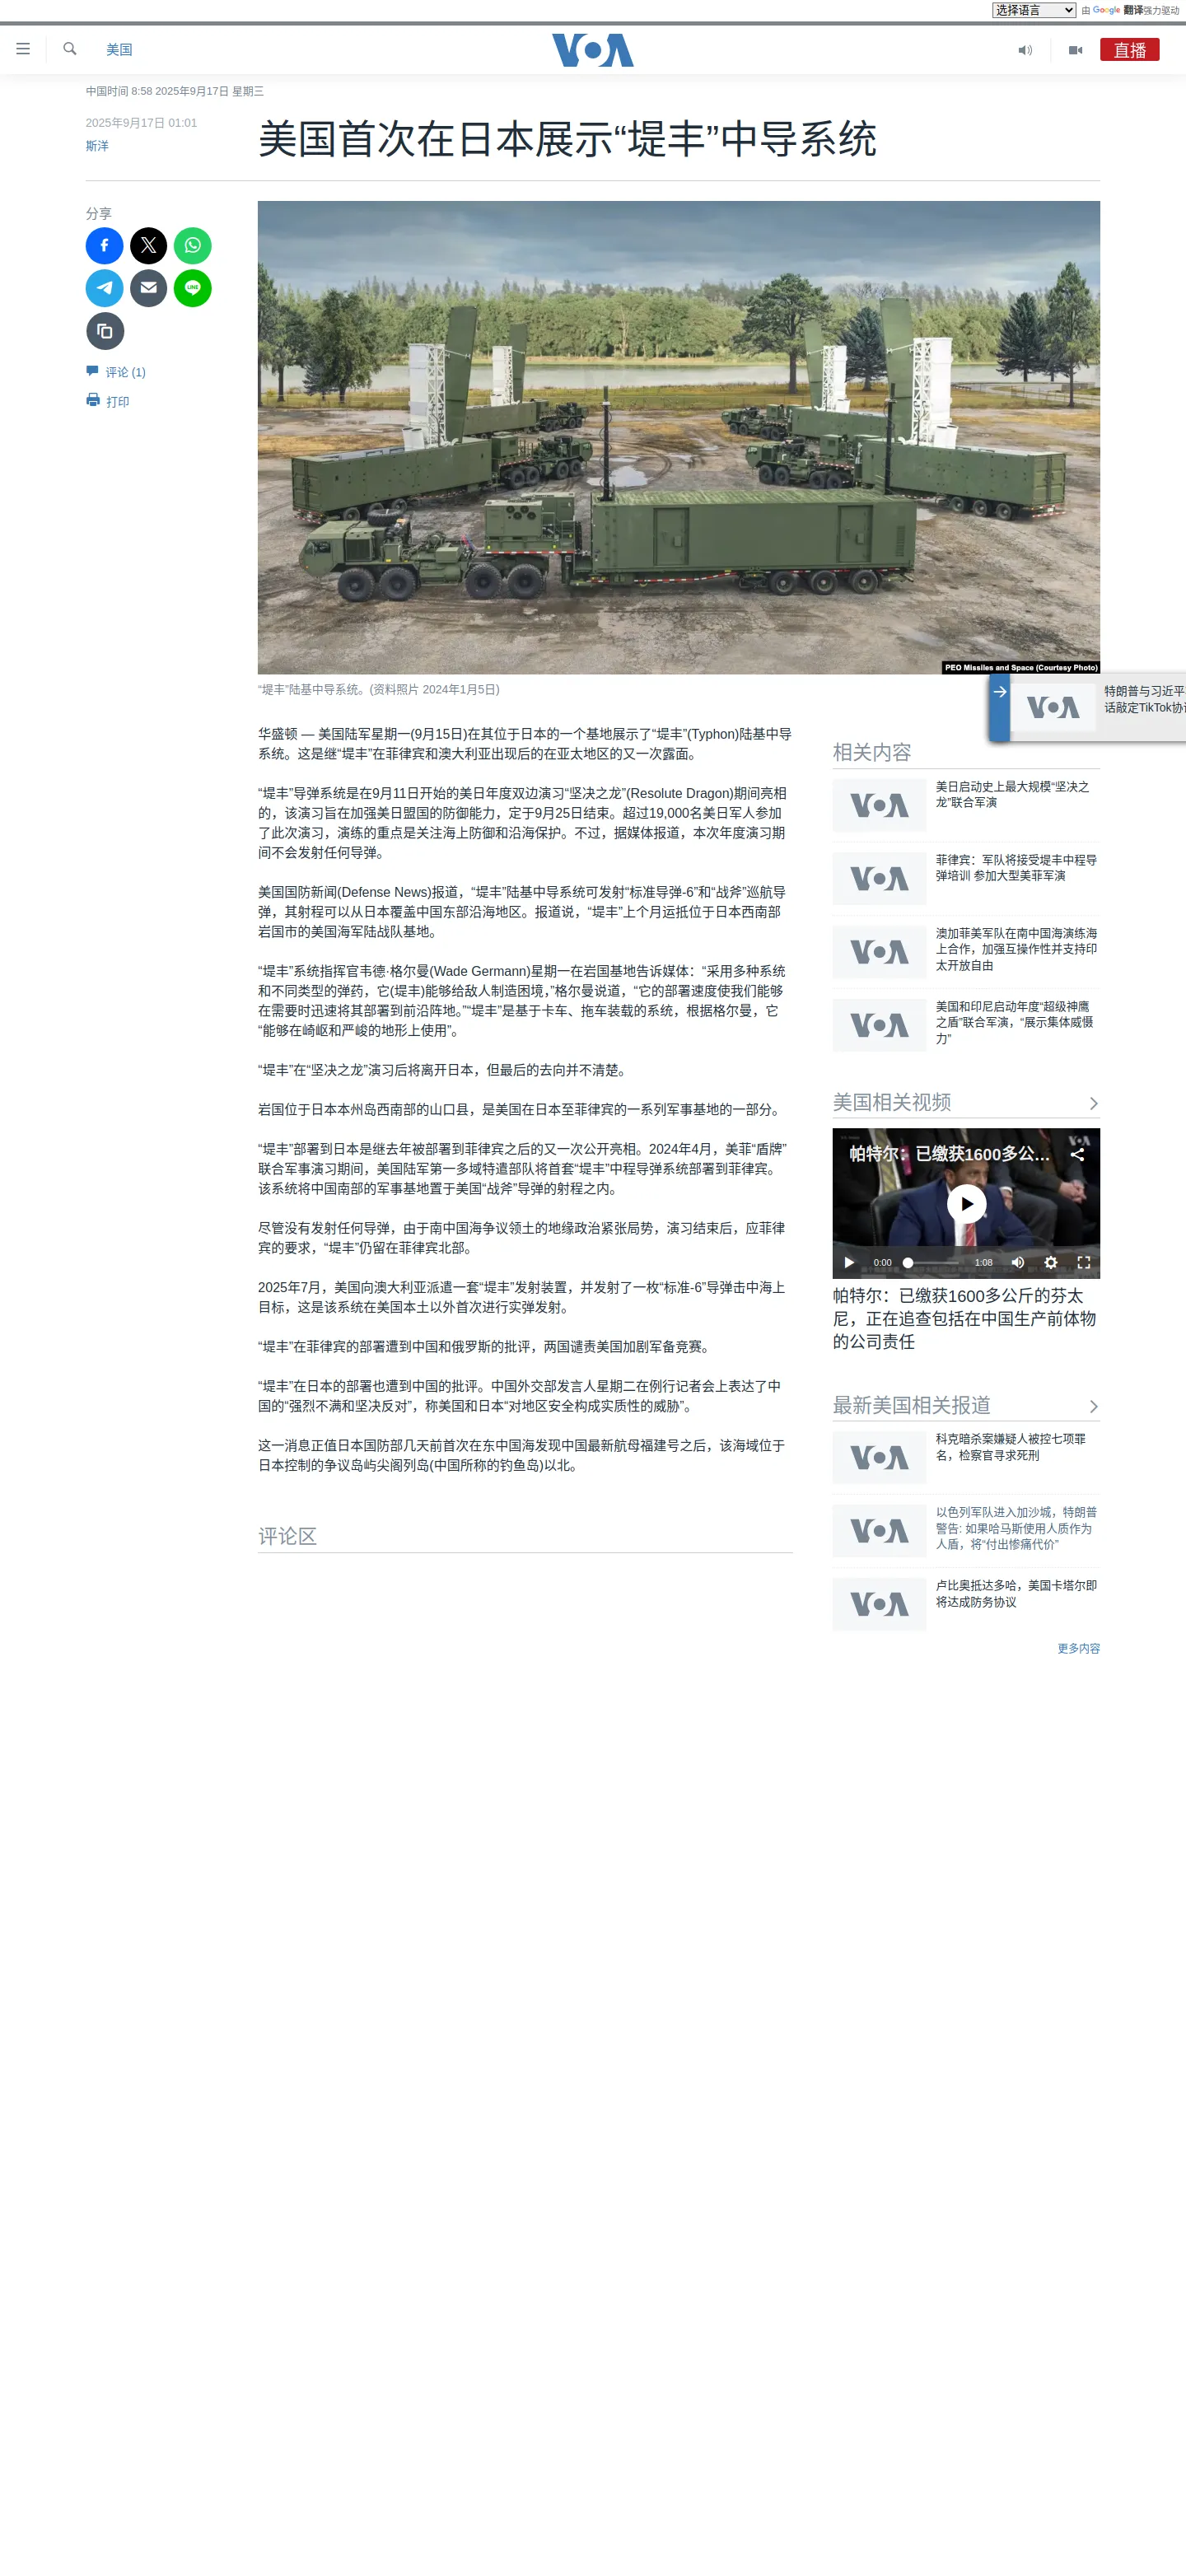 选择语言
由 Google 翻译强力驱动
美国
VOA
直播
中国时间 8:58 2025年9月17日 星期三
2025年9月17日 01:01
斯洋
美国首次在日本展示“堤丰”中导系统
分享
LINE
评论 (1)
打印
PEO Missiles and Space (Courtesy Photo)
“堤丰”陆基中导系统。(资料照片 2024年1月5日)
VOA
特朗普与习近平
话敲定TikTok协
华盛顿 — 美国陆军星期一(9月15日)在其位于日本的一个基地展示了“堤丰”(Typhon)陆基中导
系统。这是继“堤丰”在菲律宾和澳大利亚出现后的在亚太地区的又一次露面。
“堤丰”导弹系统是在9月11日开始的美日年度双边演习“坚决之龙”(Resolute Dragon)期间亮相
的，该演习旨在加强美日盟国的防御能力，定于9月25日结束。超过19,000名美日军人参加
了此次演习，演练的重点是关注海上防御和沿海保护。不过，据媒体报道，本次年度演习期
间不会发射任何导弹。
美国国防新闻(Defense News)报道，“堤丰”陆基中导系统可发射“标准导弹-6”和“战斧”巡航导
弹，其射程可以从日本覆盖中国东部沿海地区。报道说，“堤丰”上个月运抵位于日本西南部
岩国市的美国海军陆战队基地。
“堤丰”系统指挥官韦德·格尔曼(Wade Germann)星期一在岩国基地告诉媒体：“采用多种系统
和不同类型的弹药，它(堤丰)能够给敌人制造困境，”格尔曼说道，“它的部署速度使我们能够
在需要时迅速将其部署到前沿阵地。”“堤丰”是基于卡车、拖车装载的系统，根据格尔曼，它
“能够在崎岖和严峻的地形上使用”。
“堤丰”在“坚决之龙”演习后将离开日本，但最后的去向并不清楚。
岩国位于日本本州岛西南部的山口县，是美国在日本至菲律宾的一系列军事基地的一部分。
“堤丰”部署到日本是继去年被部署到菲律宾之后的又一次公开亮相。2024年4月，美菲“盾牌”
联合军事演习期间，美国陆军第一多域特遣部队将首套“堤丰”中程导弹系统部署到菲律宾。
该系统将中国南部的军事基地置于美国“战斧”导弹的射程之内。
尽管没有发射任何导弹，由于南中国海争议领土的地缘政治紧张局势，演习结束后，应菲律
宾的要求，“堤丰”仍留在菲律宾北部。
2025年7月，美国向澳大利亚派遣一套“堤丰”发射装置，并发射了一枚“标准-6”导弹击中海上
目标，这是该系统在美国本土以外首次进行实弹发射。
“堤丰”在菲律宾的部署遭到中国和俄罗斯的批评，两国谴责美国加剧军备竞赛。
“堤丰”在日本的部署也遭到中国的批评。中国外交部发言人星期二在例行记者会上表达了中
国的“强烈不满和坚决反对”，称美国和日本“对地区安全构成实质性的威胁”。
这一消息正值日本国防部几天前首次在东中国海发现中国最新航母福建号之后，该海域位于
日本控制的争议岛屿尖阁列岛(中国所称的钓鱼岛)以北。
评论区
相关内容
VOA
美日启动史上最大规模“坚决之
龙”联合军演
VOA
菲律宾：军队将接受堤丰中程导
弹培训 参加大型美菲军演
VOA
澳加菲美军队在南中国海演练海
上合作，加强互操作性并支持印
太开放自由
VOA
美国和印尼启动年度“超级神鹰
之盾”联合军演，“展示集体威慑
力”
美国相关视频
VOA
帕特尔：已缴获1600多公...
0:00
1:08
帕特尔：已缴获1600多公斤的芬太
尼，正在追查包括在中国生产前体物
的公司责任
最新美国相关报道
VOA
科克暗杀案嫌疑人被控七项罪
名，检察官寻求死刑
VOA
以色列军队进入加沙城，特朗普
警告: 如果哈马斯使用人质作为
人盾，将“付出惨痛代价”
VOA
卢比奥抵达多哈，美国卡塔尔即
将达成防务协议
更多内容